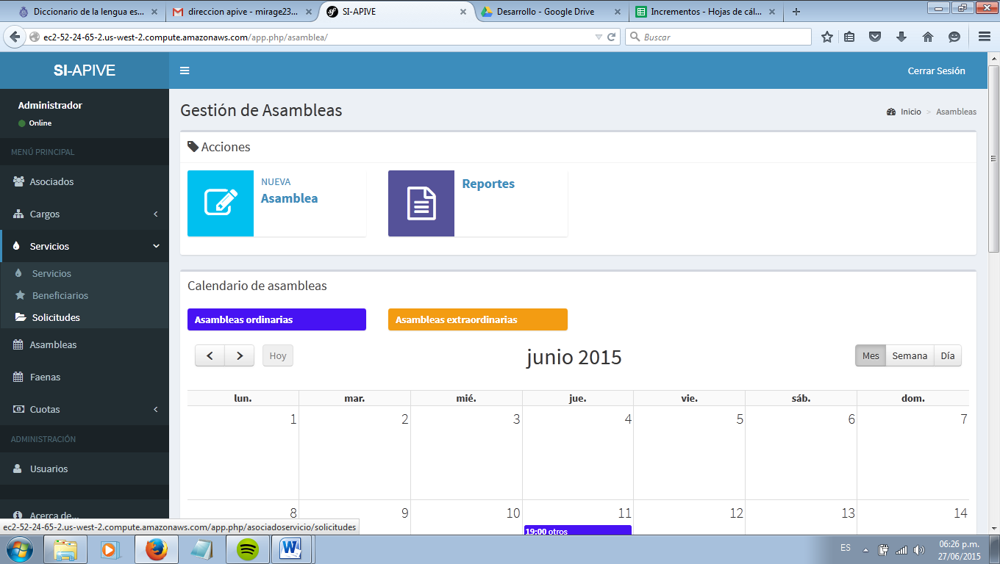 Diccionario de la lengua es...
direccion apive - mirage23...
SI-APIVE
Desarrollo - Google Drive
Incrementos - Hojas de cál...
ec2-52-24-65-2.us-west-2.compute.amazonaws.com/app.php/asamblea/
Buscar
SI-APIVE
Cerrar Sesión
Administrador
Online
Gestión de Asambleas
Inicio > Asambleas
MENÚ PRINCIPAL
Acciones
Asociados
NUEVA
Asamblea
Reportes
Cargos
Servicios
Servicios
Beneficiarios
Solicitudes
Asambleas
Faenas
Cuotas
ADMINISTRACIÓN
Usuarios
Acerca de...
Calendario de asambleas
Asambleas ordinarias
Asambleas extraordinarias
Hoy
junio 2015
Mes Semana Día
lun. mar. mié. jue. vie. sáb. dom.
1 2 3 4 5 6 7
8 9 10 11 12 13 14
19:00 otros
ec2-52-24-65-2.us-west-2.compute.amazonaws.com/app.php/asociadoservicio/solicitudes
ES
06:26 p.m.
27/06/2015